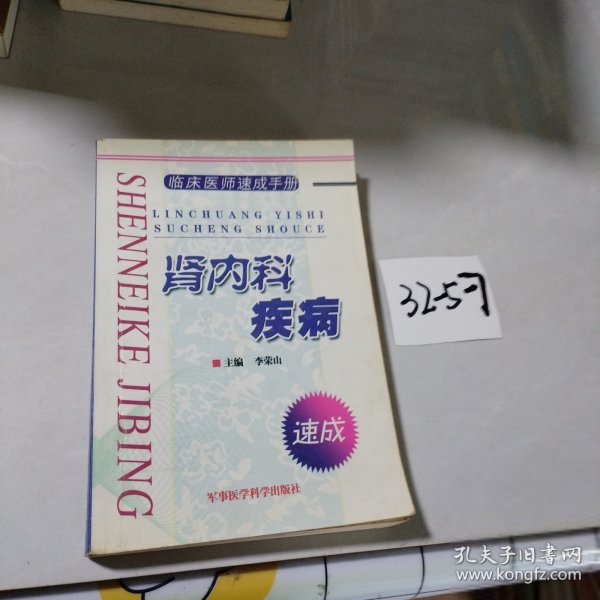 临床医师速成手册
LINCHUANG YISHI
SUCHENG SHOUCE
SHENNEIKE JIBING
肾内科
疾病
主编 李荣山
速成
军事医学科学出版社
32-5-7
孔夫子旧书网
www.kongfz.com